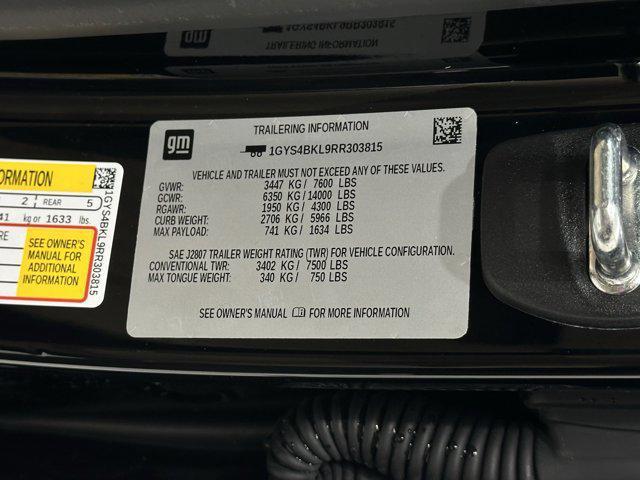 TRAILERING INFORMATION
gm
TRAILERING INFORMATION
1GYS4BKL9RR303815
VEHICLE AND TRAILER MUST NOT EXCEED ANY OF THESE VALUES.
GVWR: 3447 KG / 7600 LBS
GCWR: 6350 KG / 14000 LBS
RGAWR: 1950 KG / 4300 LBS
CURB WEIGHT: 2706 KG / 5966 LBS
MAX PAYLOAD: 741 KG / 1634 LBS
SAE J2807 TRAILER WEIGHT RATING (TWR) FOR VEHICLE CONFIGURATION.
CONVENTIONAL TWR: 3402 KG / 7500 LBS
MAX TONGUE WEIGHT: 340 KG / 750 LBS
SEE OWNER'S MANUAL FOR MORE INFORMATION
2 REAR 5
41 kg or 1633 lbs.
SEE OWNER'S
MANUAL FOR
ADDITIONAL
INFORMATION
1GYS4BKL9RR303815